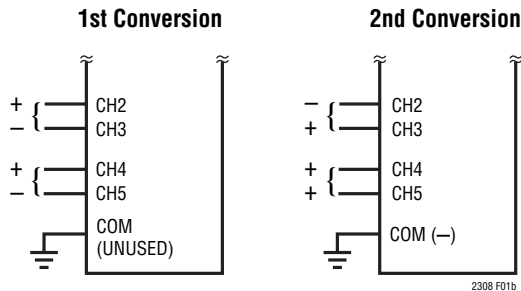 1st Conversion
+ CH2
– CH3
+ CH4
– CH5
COM
(UNUSED)
2nd Conversion
– CH2
+ CH3
+ CH4
+ CH5
COM (–)
2308 F01b